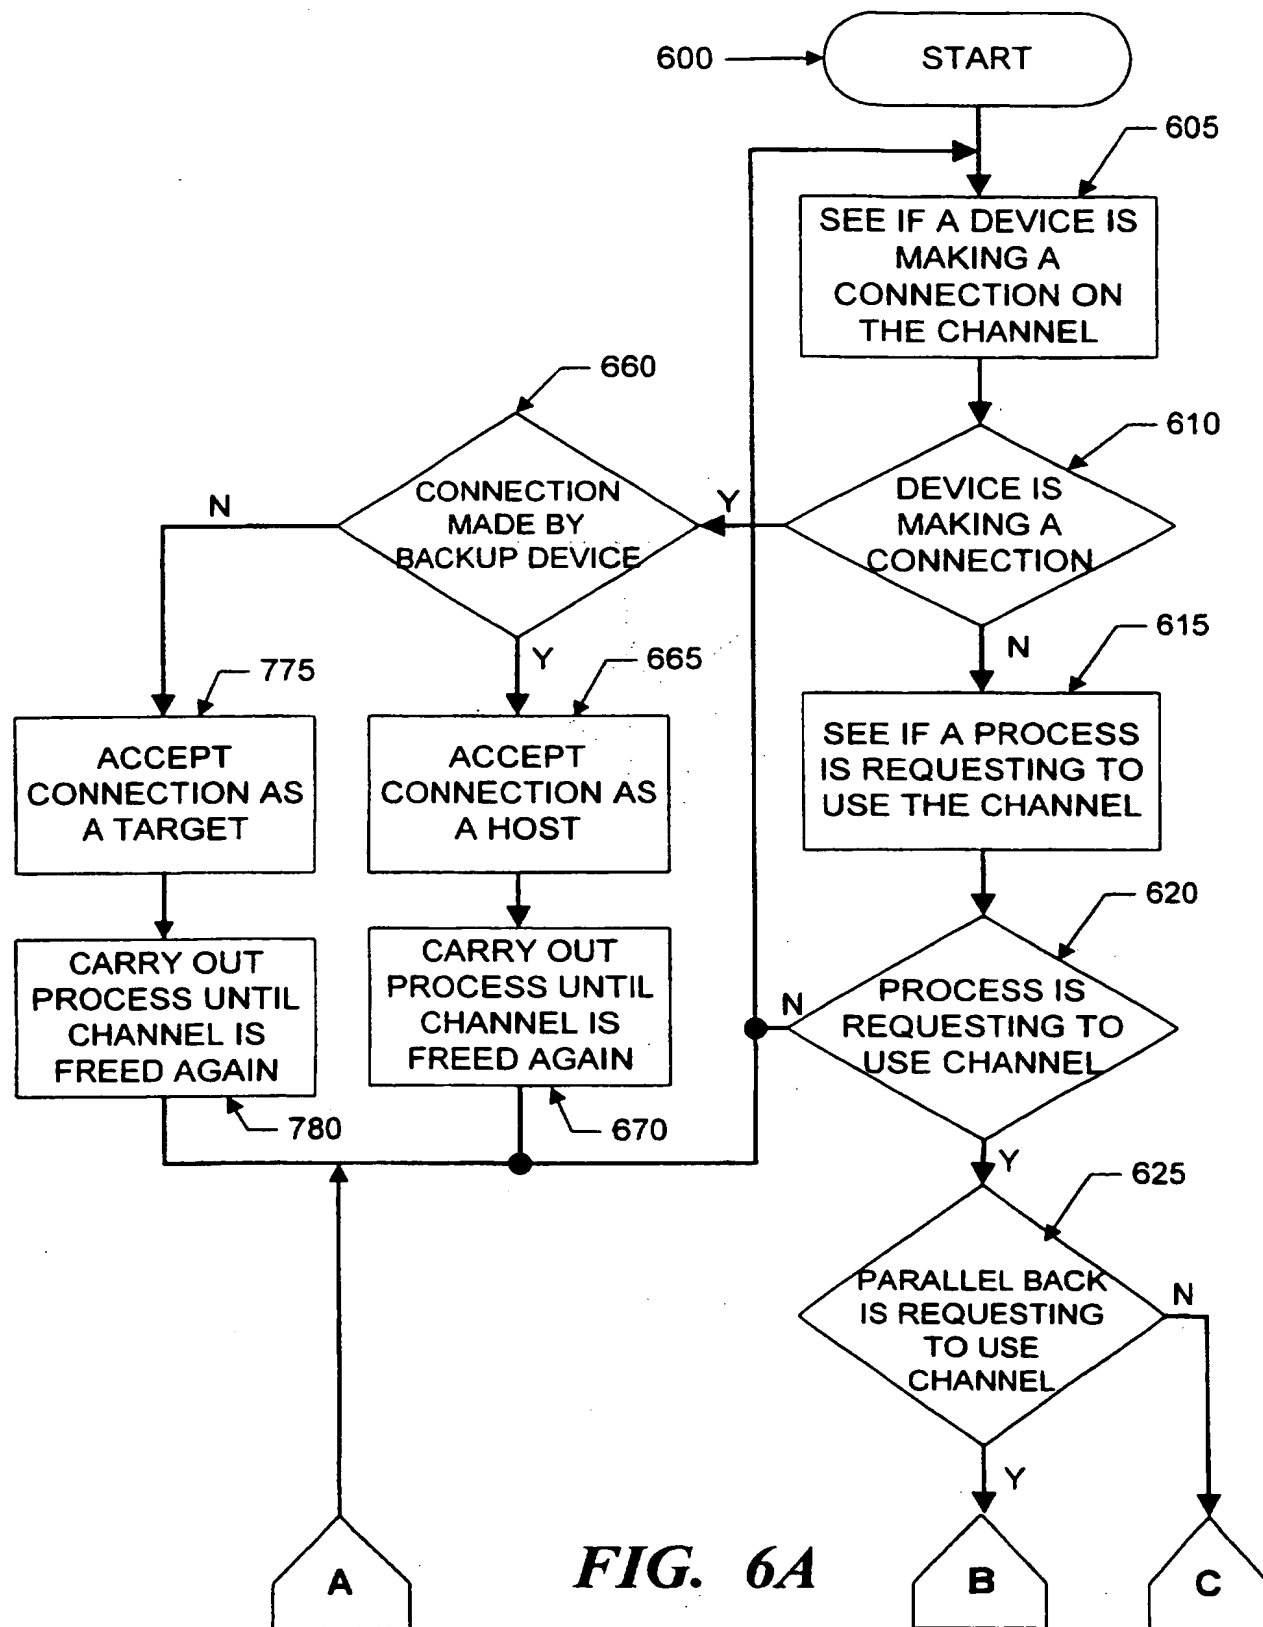 600
START
605
SEE IF A DEVICE IS
MAKING A
CONNECTION ON
THE CHANNEL
660
610
CONNECTION
MADE BY
BACKUP DEVICE
N
Y
DEVICE IS
MAKING A
CONNECTION
N
615
Y
665
775
SEE IF A PROCESS
IS REQUESTING TO
USE THE CHANNEL
ACCEPT
CONNECTION AS
A TARGET
ACCEPT
CONNECTION AS
A HOST
620
CARRY OUT
PROCESS UNTIL
CHANNEL IS
FREED AGAIN
CARRY OUT
PROCESS UNTIL
CHANNEL IS
FREED AGAIN
N
PROCESS IS
REQUESTING TO
USE CHANNEL
780
670
Y
625
PARALLEL BACK
IS REQUESTING
TO USE
CHANNEL
N
Y
A
FIG. 6A
B
C